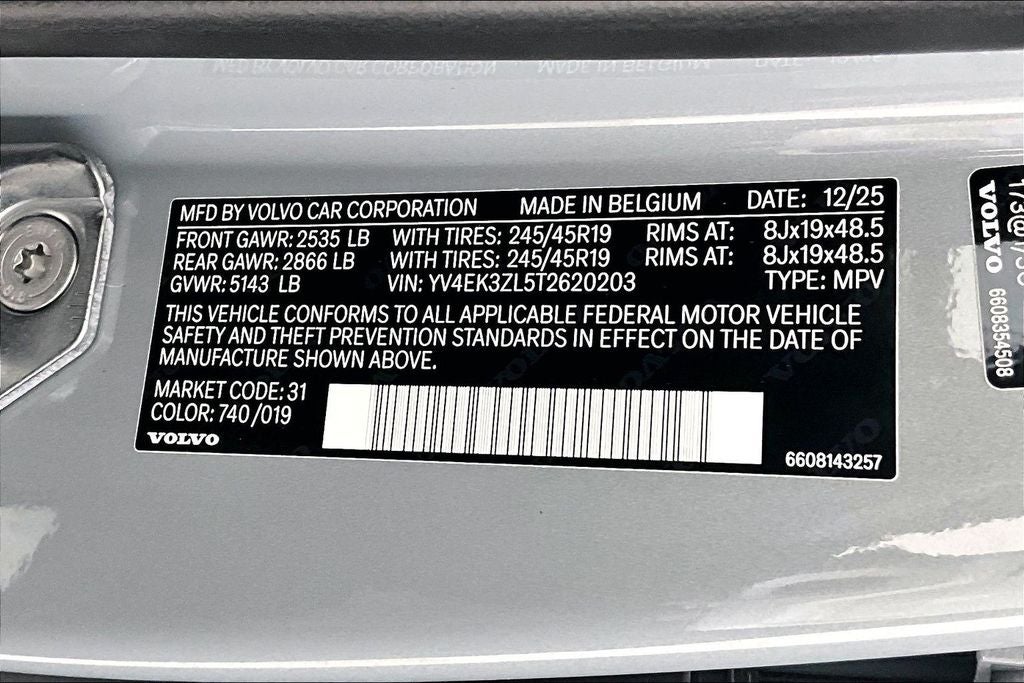 MFD BY VOLVO CAR CORPORATION MADE IN BELGIUM DATE: 12/25
FRONT GAWR: 2535 LB WITH TIRES: 245/45R19 RIMS AT: 8Jx19x48.5
REAR GAWR: 2866 LB WITH TIRES: 245/45R19 RIMS AT: 8Jx19x48.5
GVWR: 5143 LB VIN: YV4EK3ZL5T2620203 TYPE: MPV
THIS VEHICLE CONFORMS TO ALL APPLICABLE FEDERAL MOTOR VEHICLE
SAFETY AND THEFT PREVENTION STANDARDS IN EFFECT ON THE DATE OF
MANUFACTURE SHOWN ABOVE.
MARKET CODE: 31
COLOR: 740/019
VOLVO
6608143257
VOLVO 6608354508
8.8